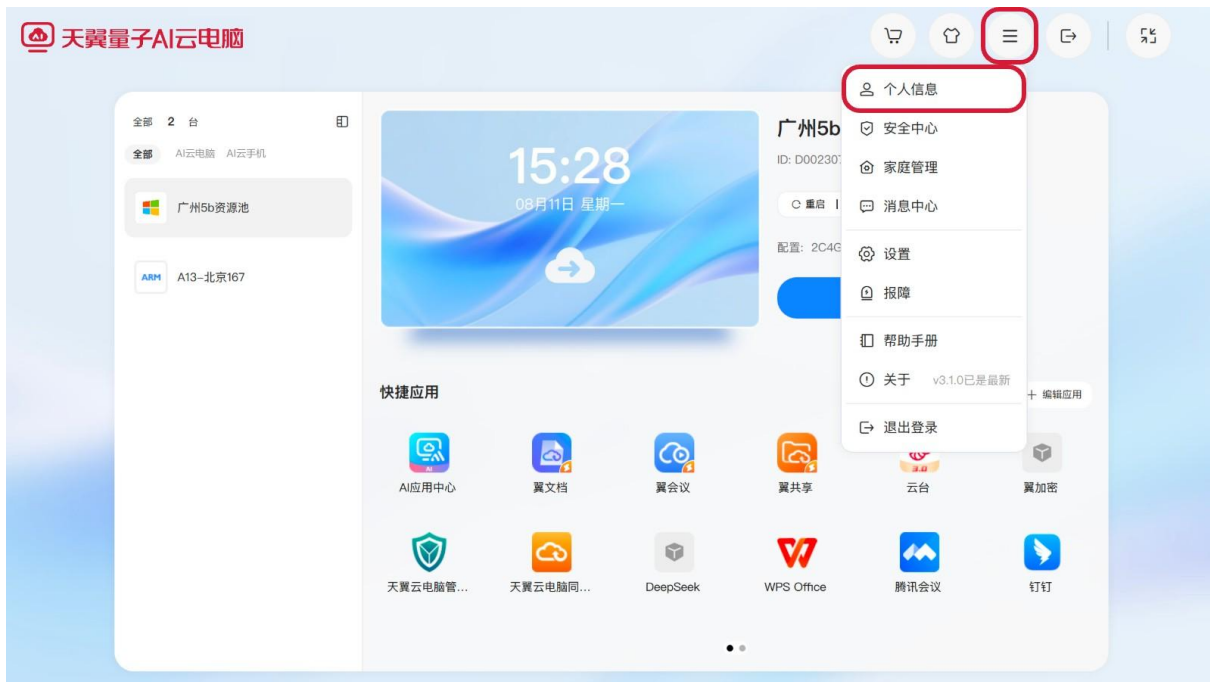 天翼量子AI云电脑
个人信息
安全中心
家庭管理
消息中心
设置
报障
帮助手册
关于 v3.1.0已是最新
退出登录
全部 2 台
全部 AI云电脑 AI云手机
广州5b资源池
ARM A13-北京167
15:28
08月11日 星期一
广州5b
ID: D002307
重启
配置: 2C4G
快捷应用
编辑应用
AI应用中心
翼文档
翼会议
翼共享
云台
翼加密
天翼云电脑管...
天翼云电脑同...
DeepSeek
WPS Office
腾讯会议
钉钉